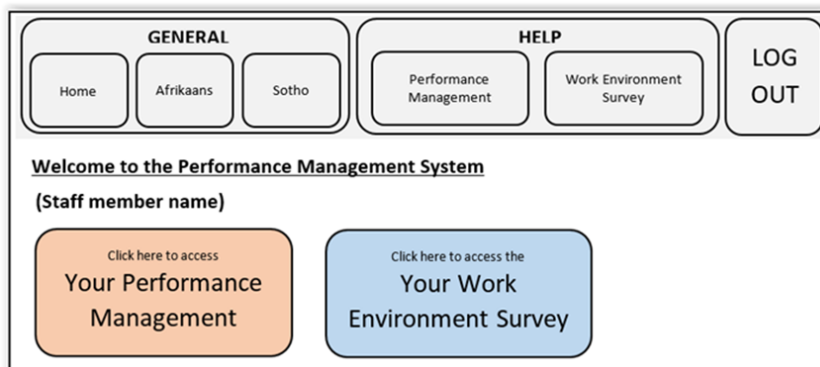 GENERAL
HELP
LOG
OUT
Home
Afrikaans
Sotho
Performance
Management
Work Environment
Survey
Welcome to the Performance Management System
(Staff member name)
Click here to access
Your Performance
Management
Click here to access the
Your Work
Environment Survey